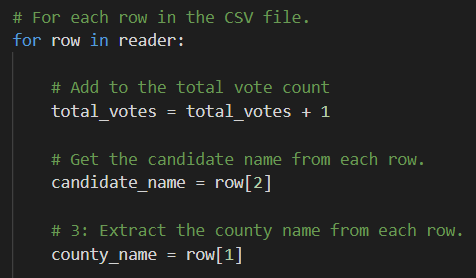 # For each row in the CSV file.
for row in reader:
# Add to the total vote count
total_votes = total_votes + 1
# Get the candidate name from each row.
candidate_name = row[2]
# 3: Extract the county name from each row.
county_name = row[1]